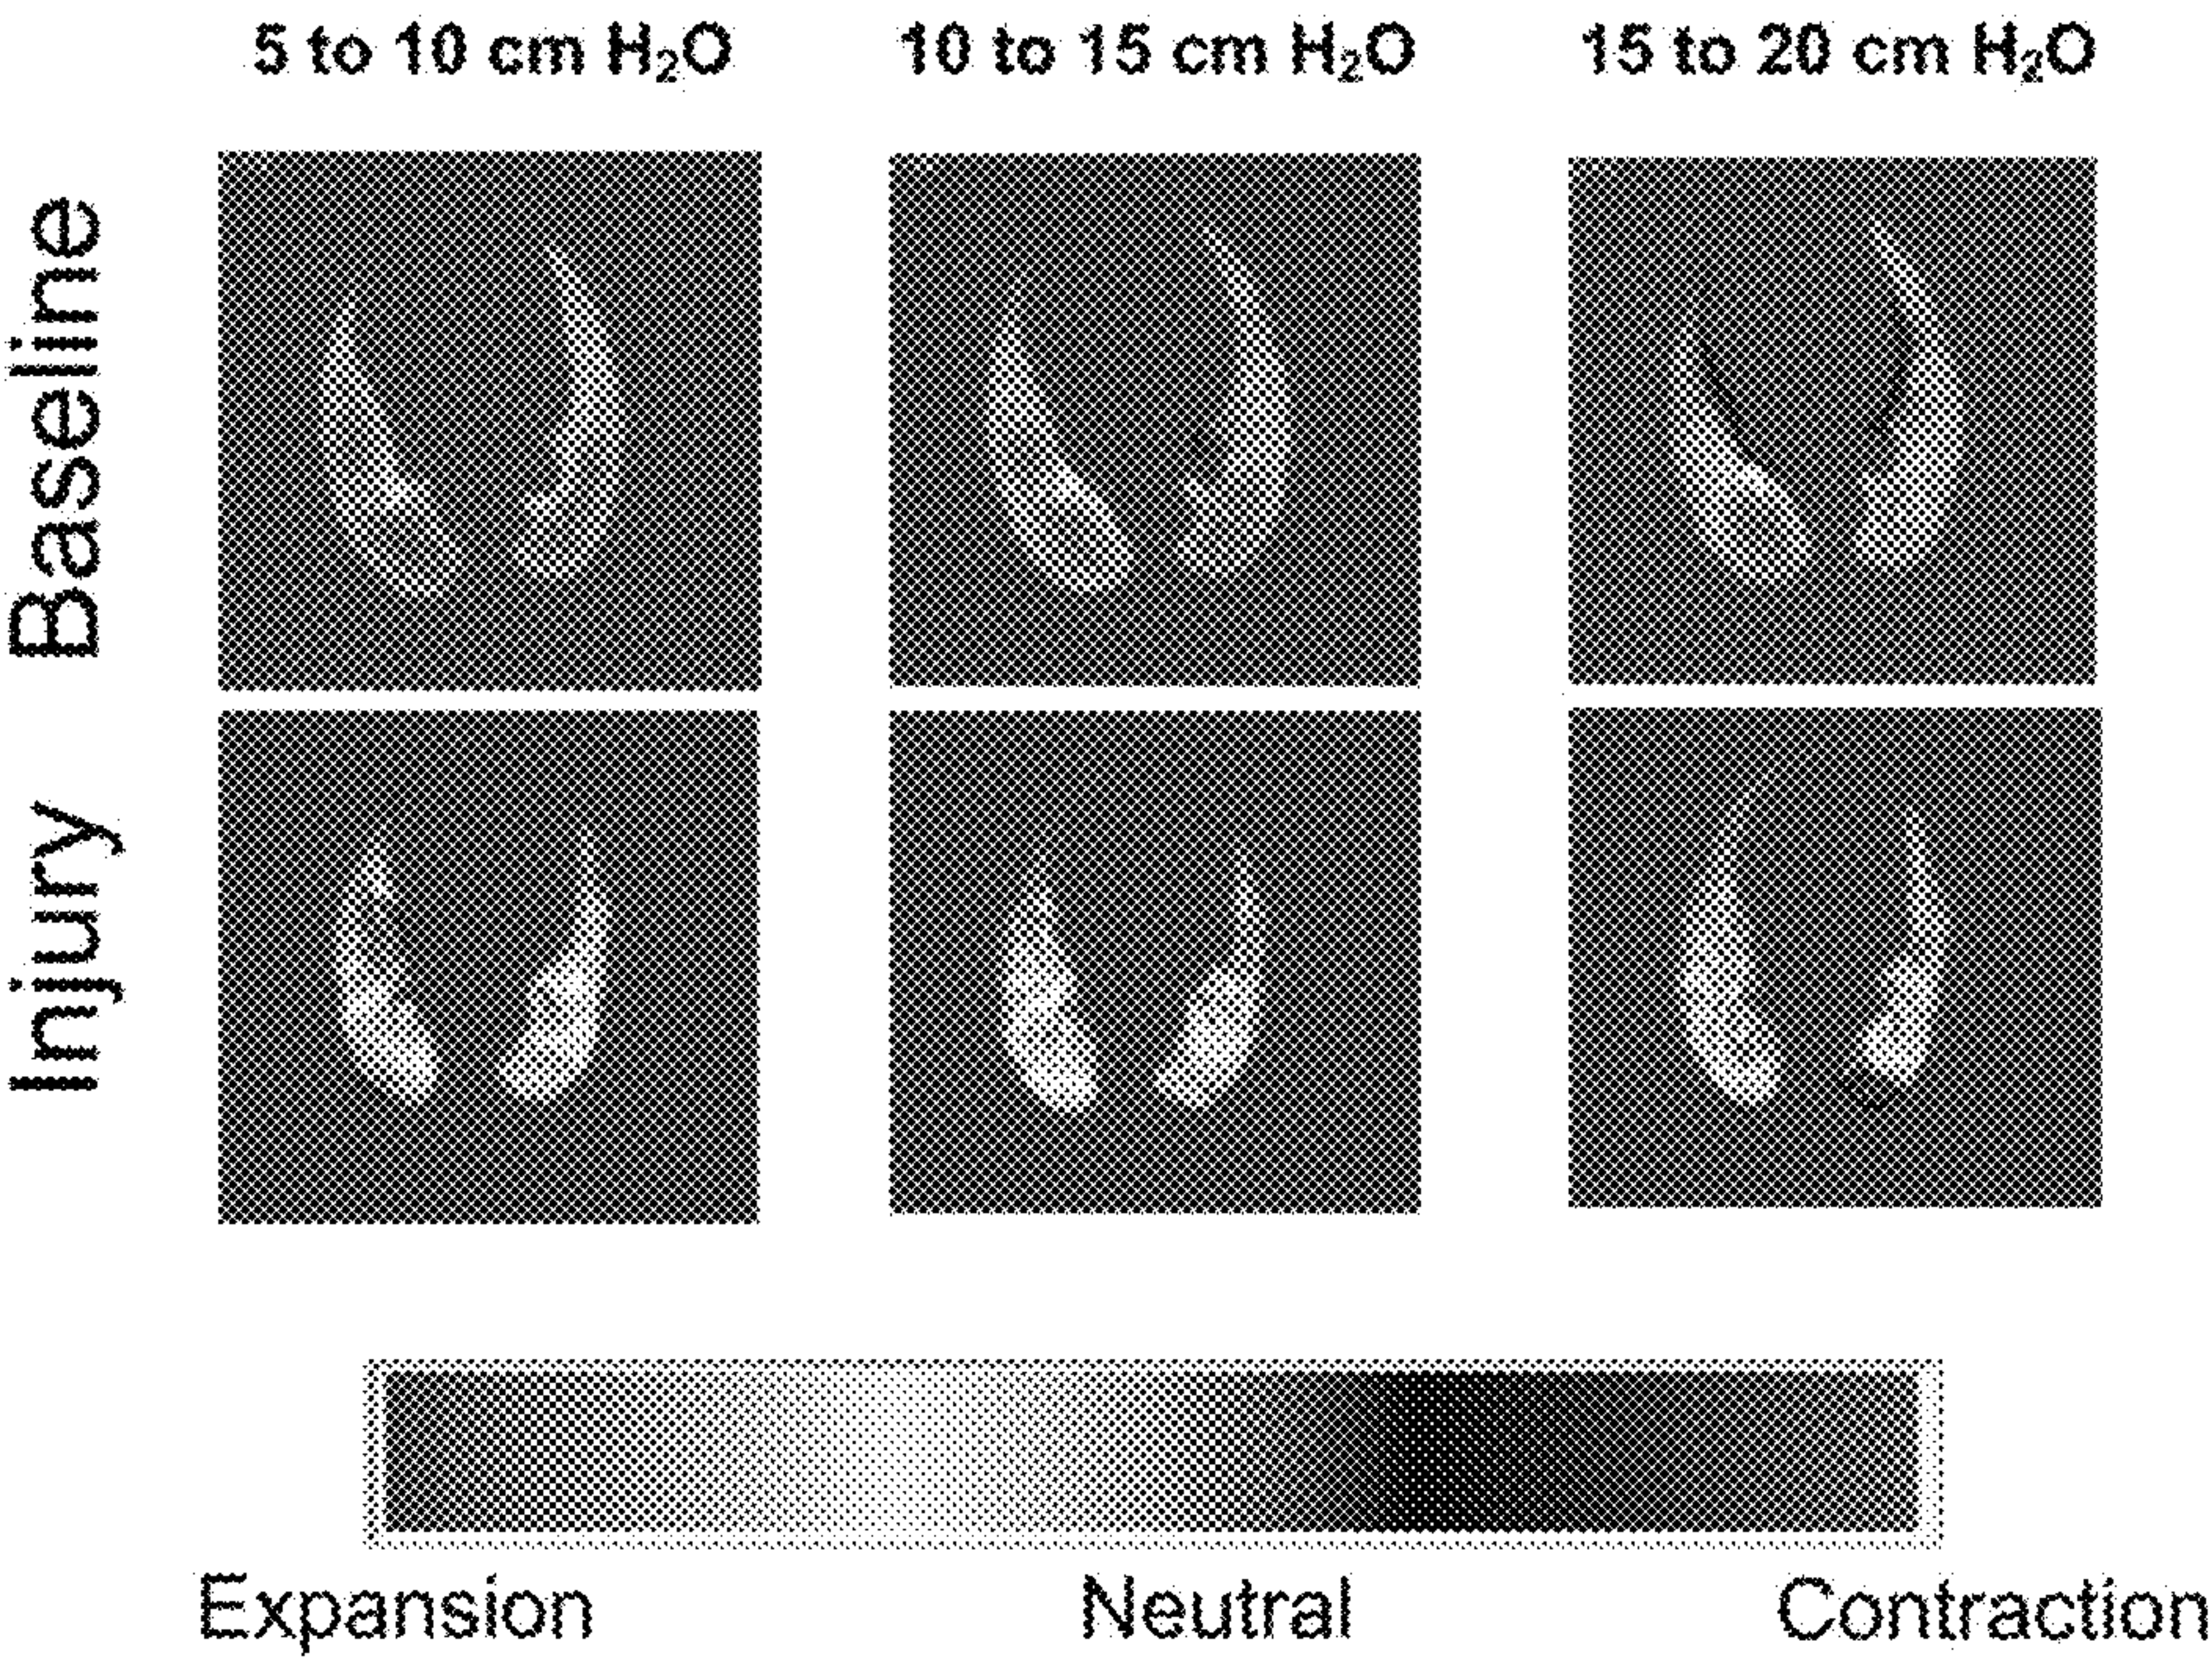 5 to 10 cm H₂O
10 to 15 cm H₂O
15 to 20 cm H₂O
Baseline
Injury
Expansion
Neutral
Contraction